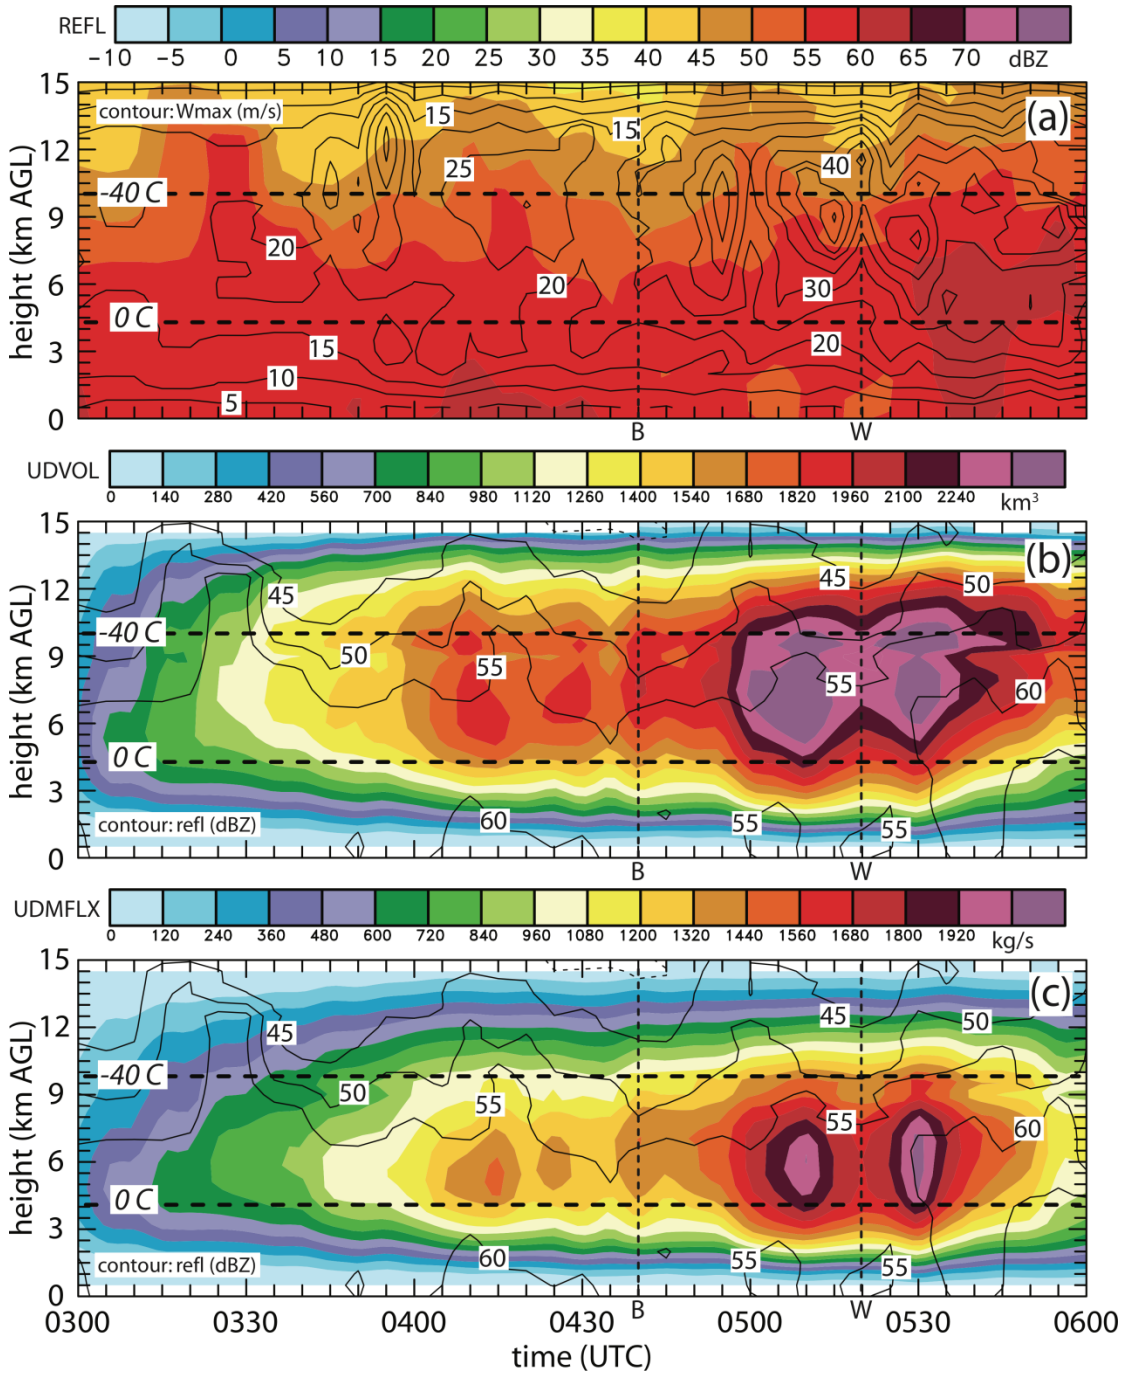 REFL
-10 -5 0 5 10 15 20 25 30 35 40 45 50 55 60 65 70 dBZ
15
contour: Wmax (m/s)
15
15
(a)
12
25
40
-40 C
9
20
6
20
30
0 C
3
15
20
10
5
0
height (km AGL)
B W
UDVOL
0 140 280 420 560 700 840 980 1120 1260 1400 1540 1680 1820 1960 2100 2240 km³
15
(b)
12
45
45
50
-40 C
9
50
55
55
60
6
0 C
3
contour: refl (dBZ)
60
55
55
0
height (km AGL)
B W
UDMFLX
0 120 240 360 480 600 720 840 960 1080 1200 1320 1440 1560 1680 1800 1920 kg/s
15
(c)
12
45
45
50
-40 C
9
50
55
55
60
6
0 C
3
contour: refl (dBZ)
60
55
55
0
height (km AGL)
B W
0300 0330 0400 0430 0500 0530 0600
time (UTC)